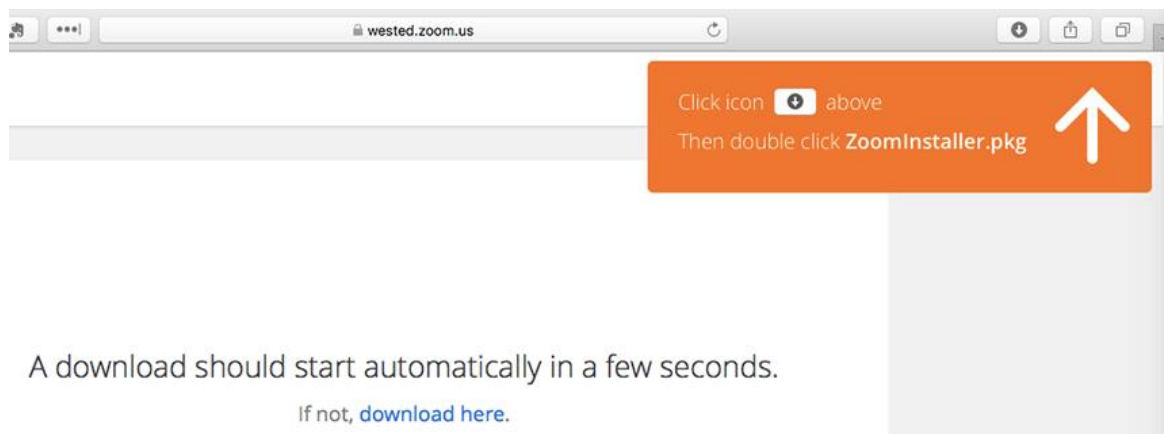 wested.zoom.us
Click icon above
Then double click ZoomInstaller.pkg
A download should start automatically in a few seconds.
If not, download here.